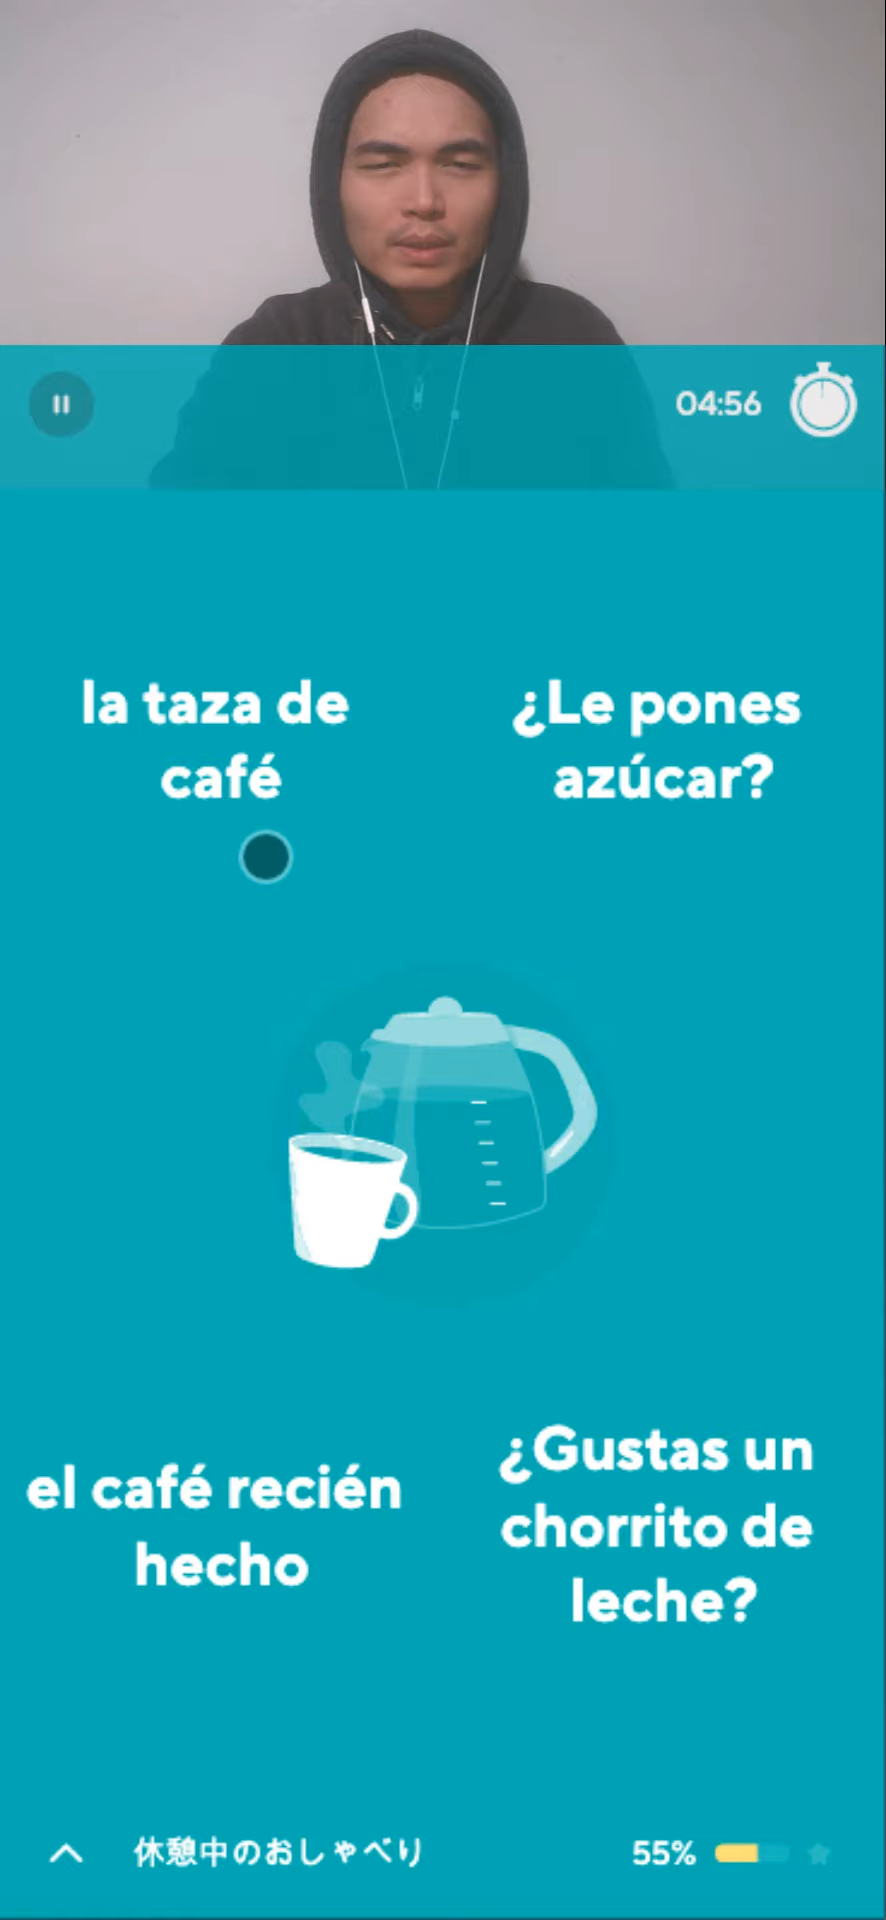 04:56
la taza de
café
¿Le pones
azúcar?
el café recién
hecho
¿Gustas un
chorrito de
leche?
休憩中のおしゃべり
55%